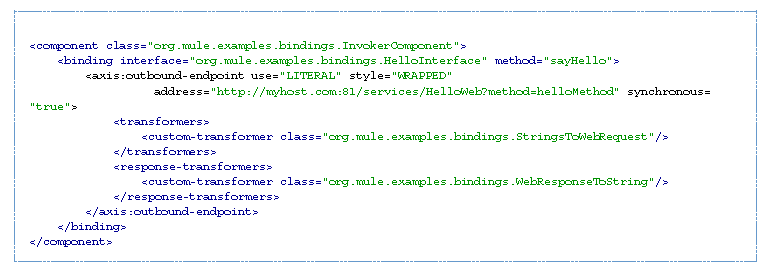 <component class="org.mule.examples.bindings.InvokerComponent">
<binding interface="org.mule.examples.bindings.HelloInterface" method="sayHello">
<axis:outbound-endpoint use="LITERAL" style="WRAPPED"
address="http://myhost.com:81/services/HelloWeb?method=helloMethod" synchronous=
"true">
<transformers>
<custom-transformer class="org.mule.examples.bindings.StringsToWebRequest"/>
</transformers>
<response-transformers>
<custom-transformer class="org.mule.examples.bindings.WebResponseToString"/>
</response-transformers>
</axis:outbound-endpoint>
</binding>
</component>